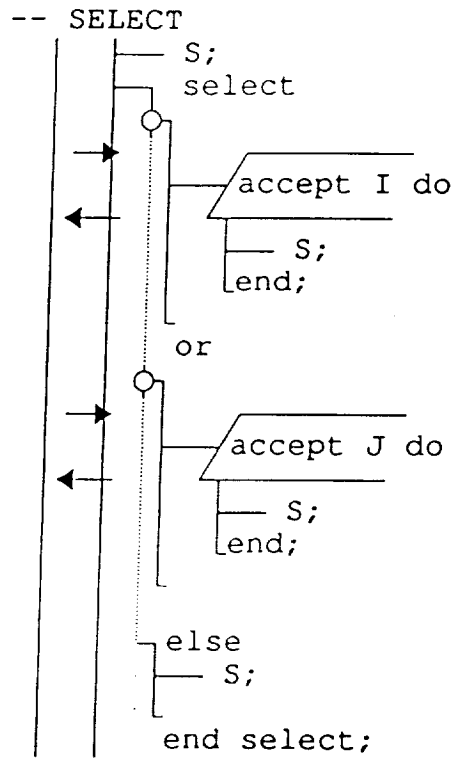 -- SELECT
S;
select
accept I do
S;
end;
or
accept J do
S;
end;
else
S;
end select;